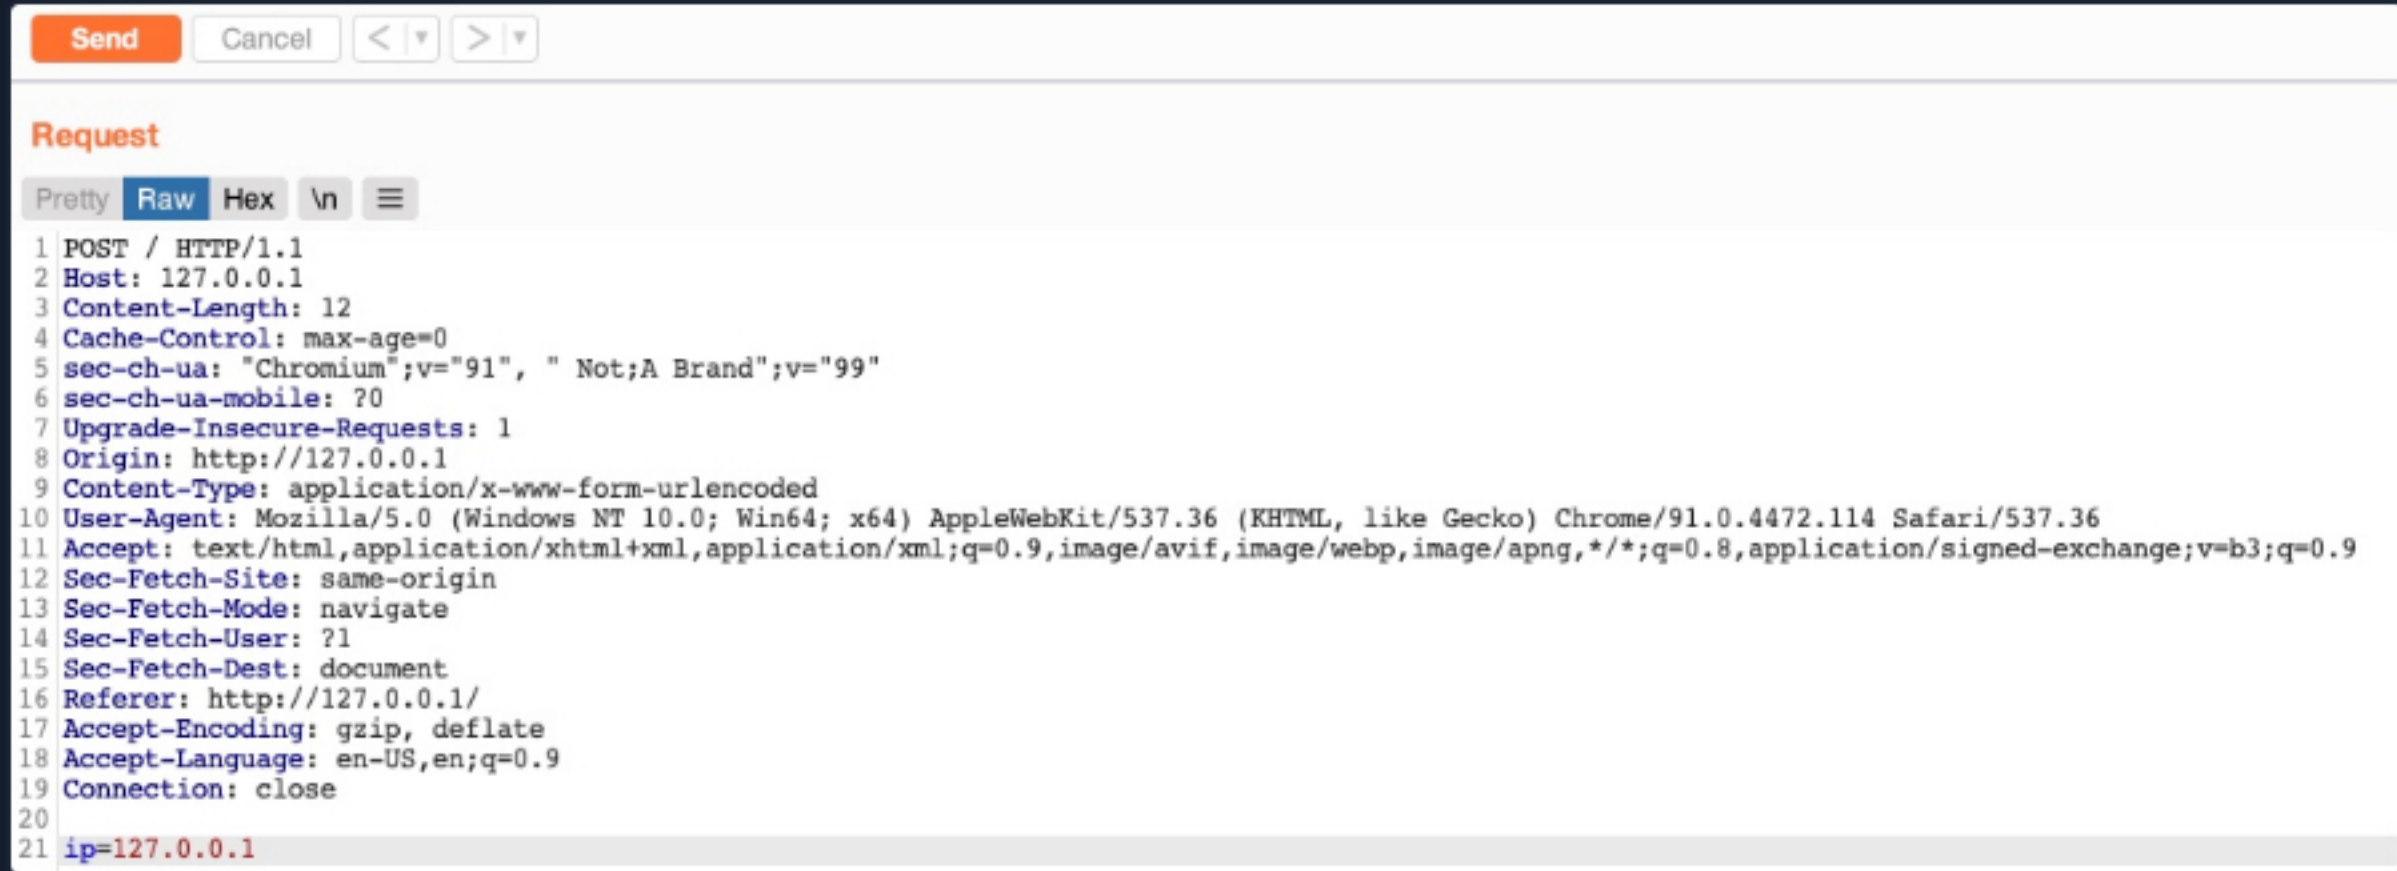 Send Cancel < ▼ > ▼
Request
Pretty Raw Hex \n ≡
1 POST / HTTP/1.1
2 Host: 127.0.0.1
3 Content-Length: 12
4 Cache-Control: max-age=0
5 sec-ch-ua: "Chromium";v="91", " Not;A Brand";v="99"
6 sec-ch-ua-mobile: ?0
7 Upgrade-Insecure-Requests: 1
8 Origin: http://127.0.0.1
9 Content-Type: application/x-www-form-urlencoded
10 User-Agent: Mozilla/5.0 (Windows NT 10.0; Win64; x64) AppleWebKit/537.36 (KHTML, like Gecko) Chrome/91.0.4472.114 Safari/537.36
11 Accept: text/html,application/xhtml+xml,application/xml;q=0.9,image/avif,image/webp,image/apng,*/*;q=0.8,application/signed-exchange;v=b3;q=0.9
12 Sec-Fetch-Site: same-origin
13 Sec-Fetch-Mode: navigate
14 Sec-Fetch-User: ?1
15 Sec-Fetch-Dest: document
16 Referer: http://127.0.0.1/
17 Accept-Encoding: gzip, deflate
18 Accept-Language: en-US,en;q=0.9
19 Connection: close
20
21 ip=127.0.0.1